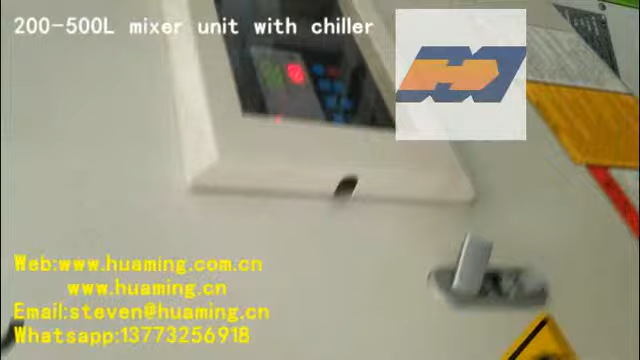 200-500L mixer unit with chiller
Web:www.huaming.com.cn
www.huaming.cn
Email:steven@huaming.cn
Whatsapp:13773256918